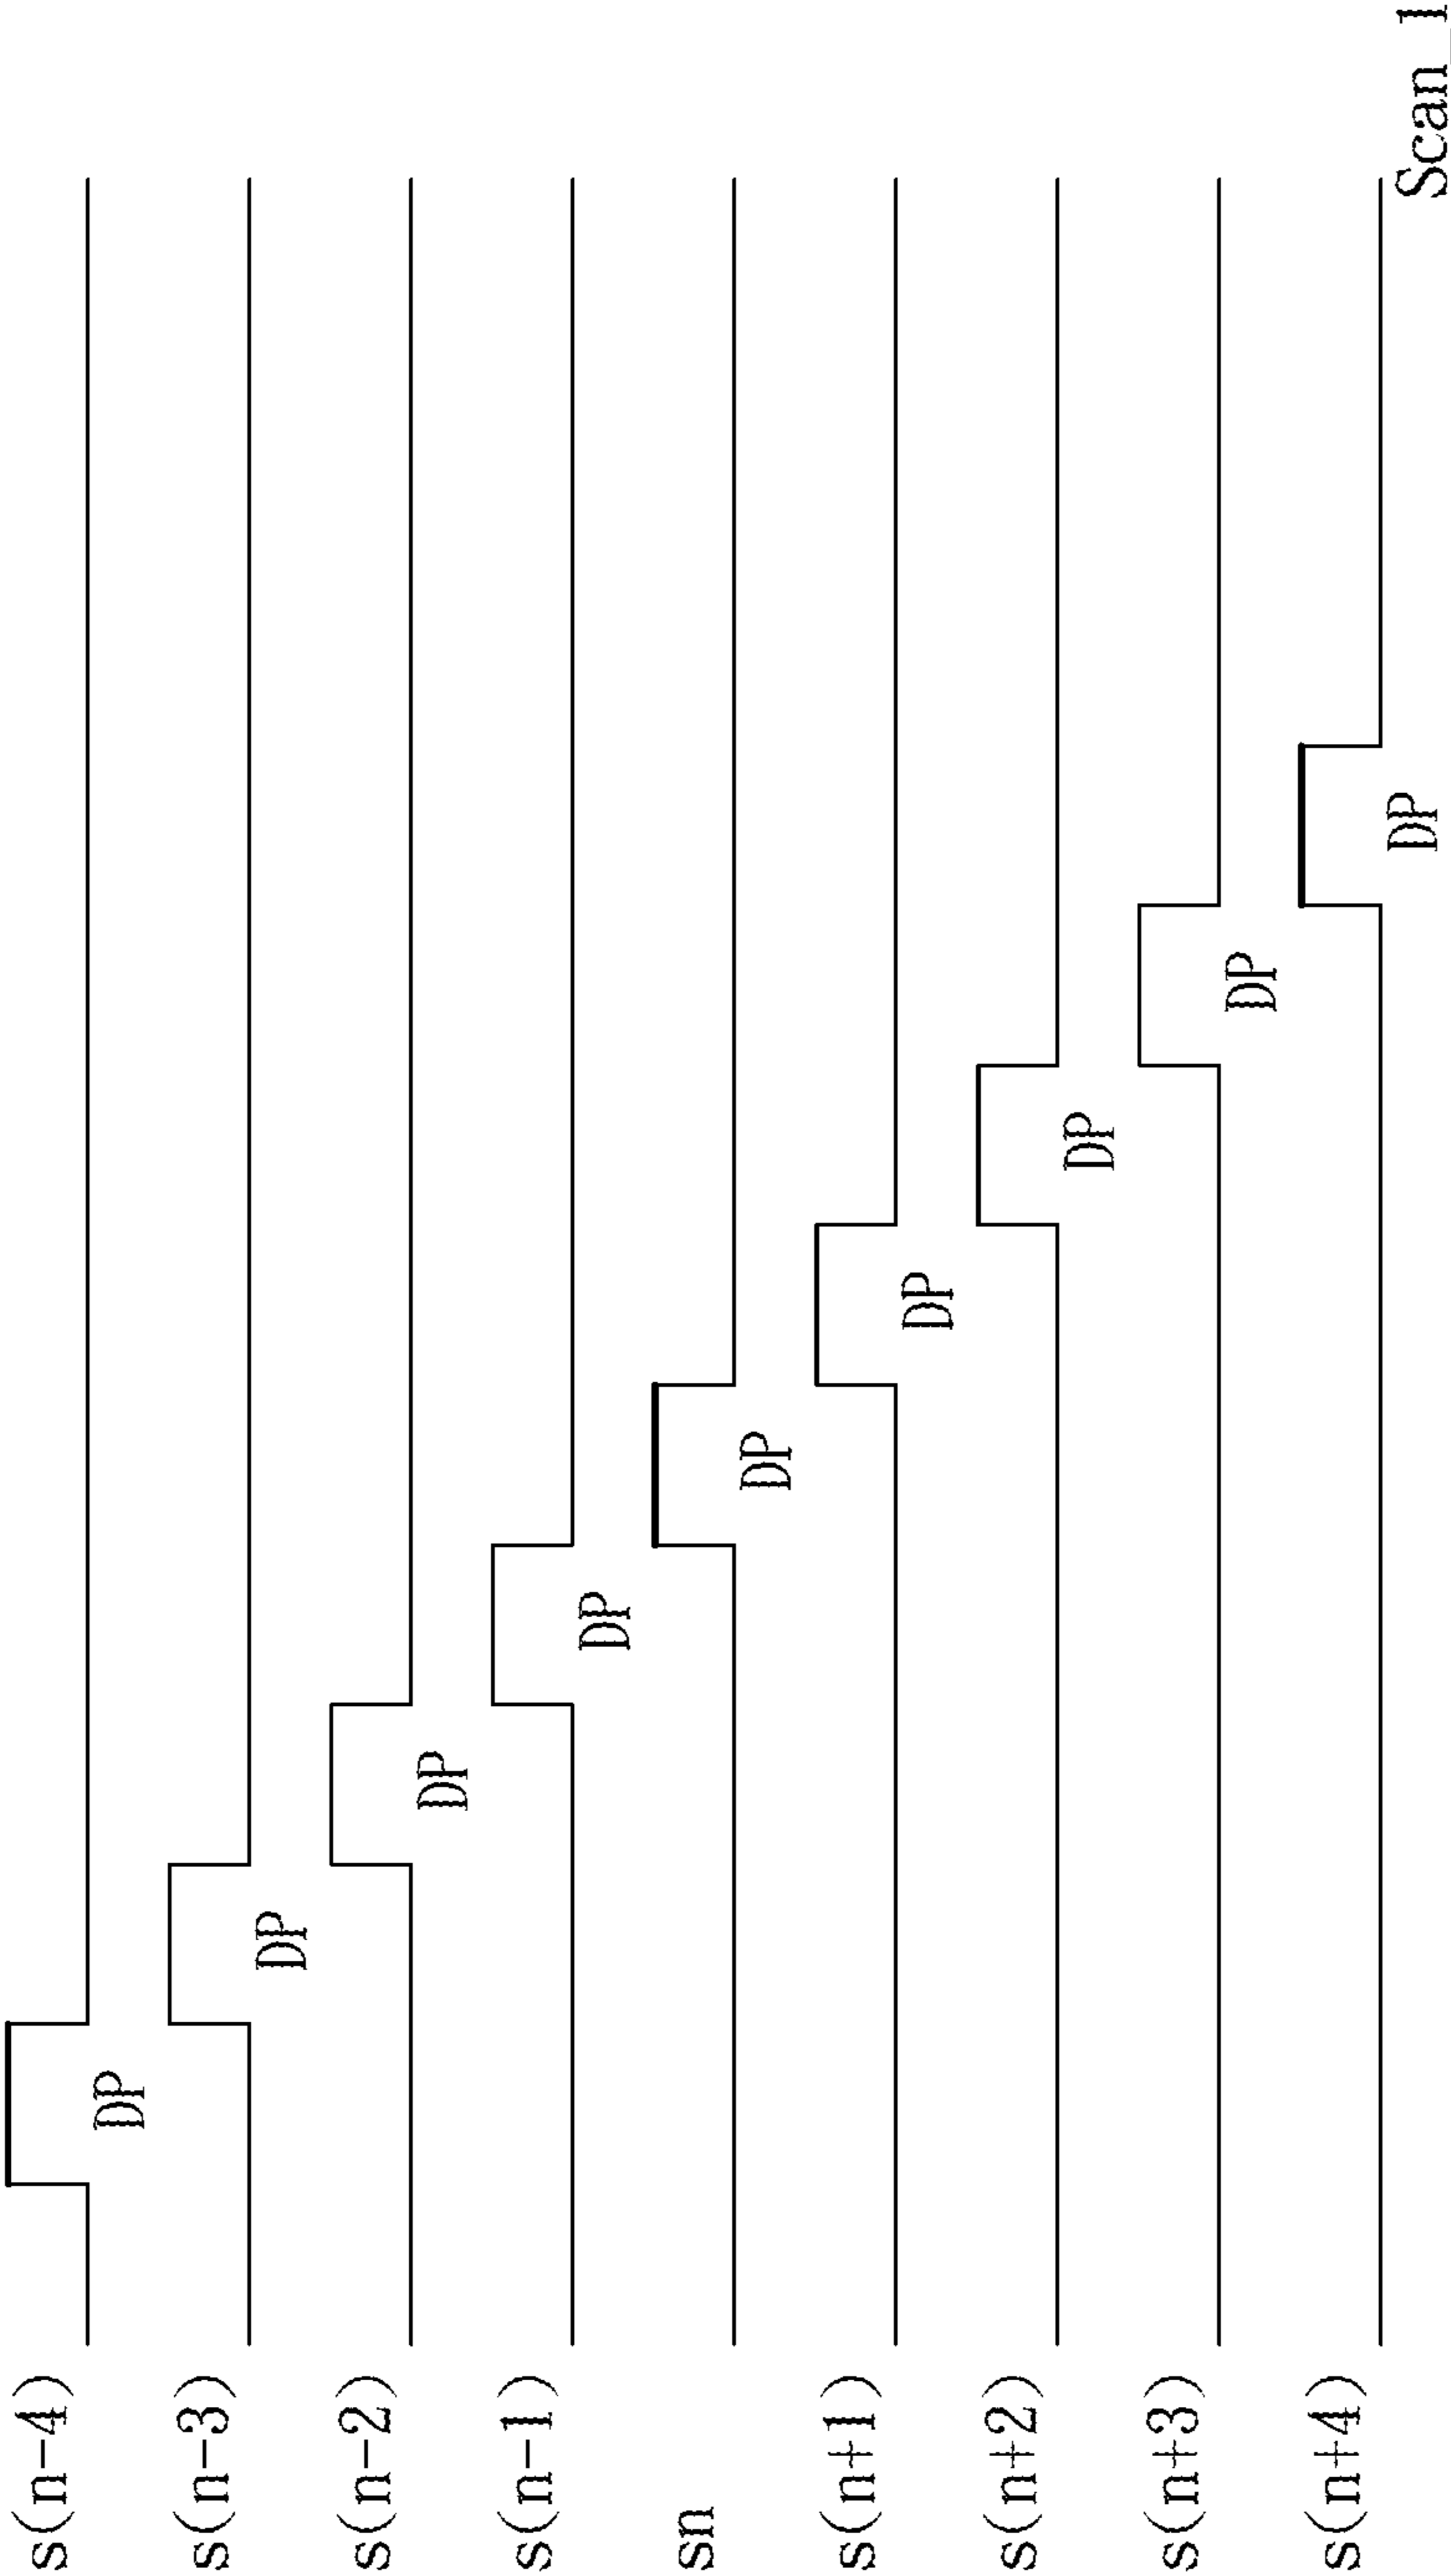 s(n-4)
DP
s(n-3)
DP
s(n-2)
DP
s(n-1)
DP
sn
DP
s(n+1)
DP
s(n+2)
DP
s(n+3)
DP
s(n+4)
DP
Scan_1